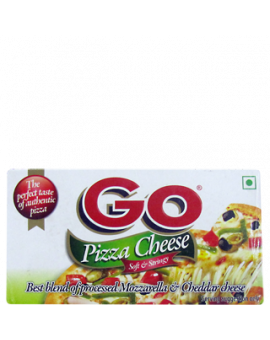 The
perfect taste
of authentic
pizza
GO®
Pizza Cheese
Soft & Stringy
Best blend of processed Mozzarella & Cheddar cheese